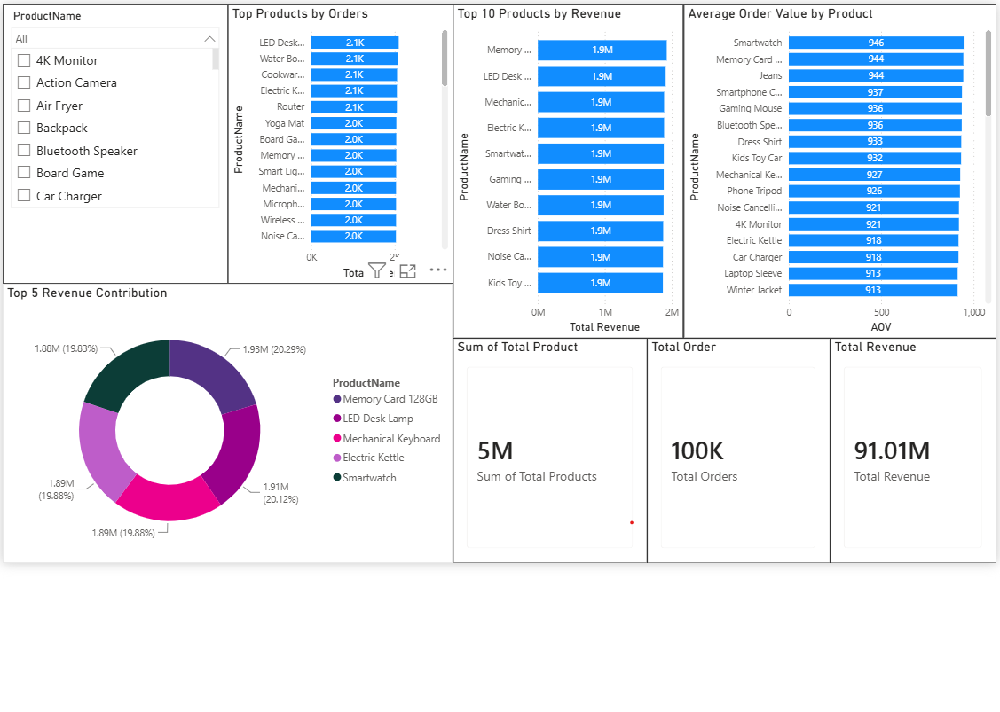 ProductName
All
4K Monitor
Action Camera
Air Fryer
Backpack
Bluetooth Speaker
Board Game
Car Charger
Top Products by Orders
ProductName
LED Desk... 2.1K
Water Bo... 2.1K
Cookwar... 2.1K
Electric K... 2.1K
Router 2.1K
Yoga Mat 2.0K
Board Ga... 2.0K
Memory ... 2.0K
Smart Lig... 2.0K
Mechani... 2.0K
Microph... 2.0K
Wireless ... 2.0K
Noise Ca... 2.0K
0K 2K
Tota
Top 10 Products by Revenue
ProductName
Memory ... 1.9M
LED Desk ... 1.9M
Mechanic... 1.9M
Electric K... 1.9M
Smartwat... 1.9M
Gaming ... 1.9M
Water Bo... 1.9M
Dress Shirt 1.9M
Noise Ca... 1.9M
Kids Toy ... 1.9M
0M 1M 2M
Total Revenue
Average Order Value by Product
ProductName
Smartwatch 946
Memory Card ... 944
Jeans 944
Smartphone C... 937
Gaming Mouse 936
Bluetooth Spe... 936
Dress Shirt 933
Kids Toy Car 932
Mechanical Ke... 927
Phone Tripod 926
Noise Cancelli... 921
4K Monitor 921
Electric Kettle 918
Car Charger 918
Laptop Sleeve 913
Winter Jacket 913
0 500 1,000
AOV
Top 5 Revenue Contribution
1.88M (19.83%)
1.93M (20.29%)
1.89M
(19.88%)
1.91M
(20.12%)
1.89M (19.88%)
ProductName
Memory Card 128GB
LED Desk Lamp
Mechanical Keyboard
Electric Kettle
Smartwatch
Sum of Total Product
5M
Sum of Total Products
Total Order
100K
Total Orders
Total Revenue
91.01M
Total Revenue